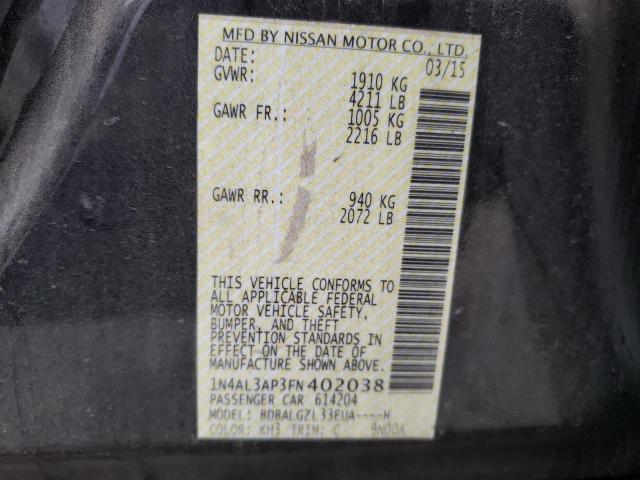 MFD BY NISSAN MOTOR CO., LTD.
DATE: 03/15
GVWR: 1910 KG
4211 LB
GAWR FR.: 1005 KG
2216 LB
GAWR RR.: 940 KG
2072 LB
THIS VEHICLE CONFORMS TO
ALL APPLICABLE FEDERAL
MOTOR VEHICLE SAFETY,
BUMPER, AND THEFT
PREVENTION STANDARDS IN
EFFECT ON THE DATE OF
MANUFACTURE SHOWN ABOVE.
1N4AL3AP3FN402038
PASSENGER CAR 614204
MODEL: BDBALGZL33EUA----H
COLOR: KH3 TRIM: C 9N00A